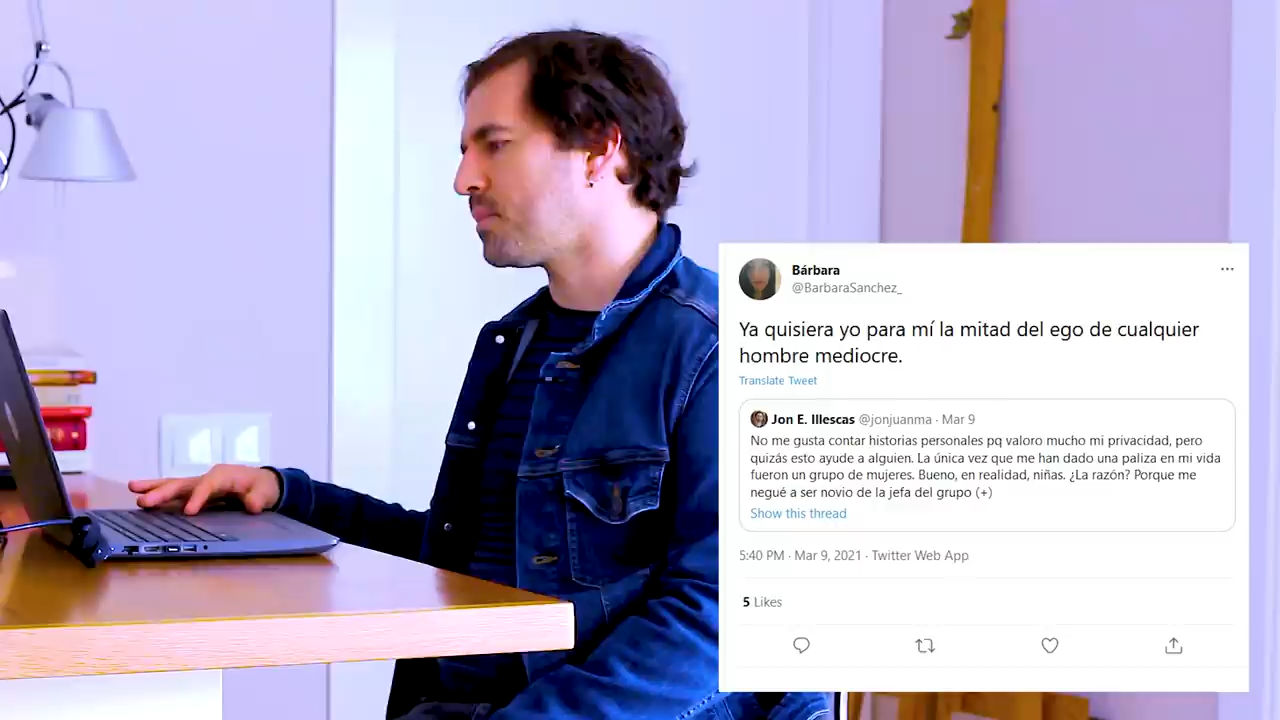 Bárbara
@BarbaraSanchez_
Ya quisiera yo para mí la mitad del ego de cualquier
hombre mediocre.
Translate Tweet
Jon E. Illescas @jonjuanma · Mar 9
No me gusta contar historias personales pq valoro mucho mi privacidad, pero
quizás esto ayude a alguien. La única vez que me han dado una paliza en mi vida
fueron un grupo de mujeres. Bueno, en realidad, niñas. ¿La razón? Porque me
negué a ser novio de la jefa del grupo (+)
Show this thread
5:40 PM · Mar 9, 2021 · Twitter Web App
5 Likes